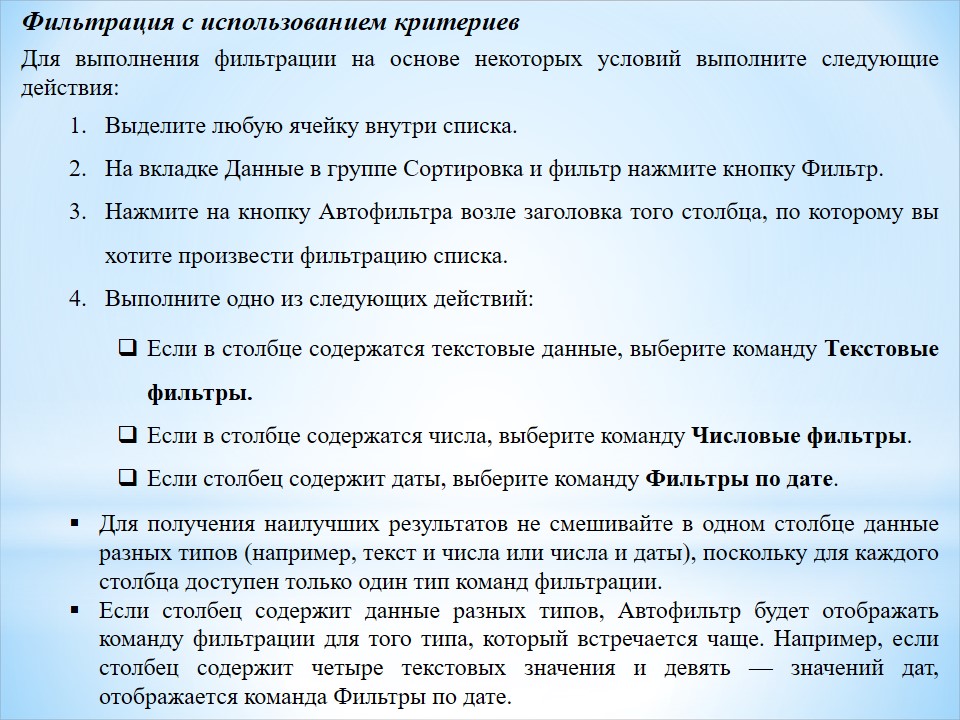 Фильтрация с использованием критериев
Для выполнения фильтрации на основе некоторых условий выполните следующие
действия:
1. Выделите любую ячейку внутри списка.
2. На вкладке Данные в группе Сортировка и фильтр нажмите кнопку Фильтр.
3. Нажмите на кнопку Автофильтра возле заголовка того столбца, по которому вы
хотите произвести фильтрацию списка.
4. Выполните одно из следующих действий:
❑ Если в столбце содержатся текстовые данные, выберите команду Текстовые
фильтры.
❑ Если в столбце содержатся числа, выберите команду Числовые фильтры.
❑ Если столбец содержит даты, выберите команду Фильтры по дате.
▪ Для получения наилучших результатов не смешивайте в одном столбце данные
разных типов (например, текст и числа или числа и даты), поскольку для каждого
столбца доступен только один тип команд фильтрации.
▪ Если столбец содержит данные разных типов, Автофильтр будет отображать
команду фильтрации для того типа, который встречается чаще. Например, если
столбец содержит четыре текстовых значения и девять — значений дат,
отображается команда Фильтры по дате.